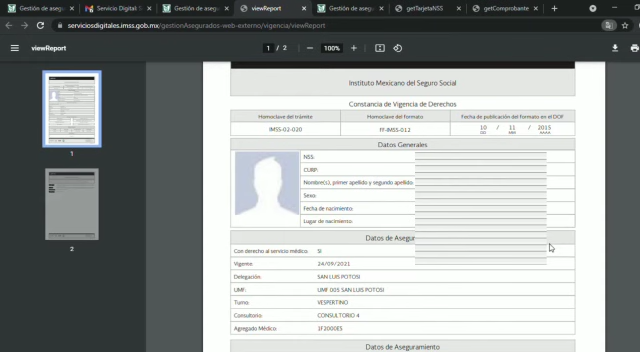 Gestión de asegu
Servicio Digital: S
Gestión de asegu
viewReport
Gestión de asegu
getTarjetaNSS
getComprobante
serviciosdigitales.imss.gob.mx/gestionAsegurados-web-externo/vigencia/viewReport
viewReport
1 / 2
100%
1
2
Instituto Mexicano del Seguro Social
Constancia de Vigencia de Derechos
Homoclave del trámite
Homoclave del formato
Fecha de publicación del formato en el DOF
IMSS-02-020
FF-IMSS-012
10 / 11 / 2015
DD MM AAAA
Datos Generales
NSS:
CURP:
Nombre(s), primer apellido y segundo apellido:
Sexo:
Fecha de nacimiento:
Lugar de nacimiento:
Datos de Asegur
Con derecho al servicio médico: SI
Vigente: 24/09/2021
Delegación: SAN LUIS POTOSI
UMF: UMF 005 SAN LUIS POTOSI
Turno: VESPERTINO
Consultorio: CONSULTORIO 4
Agregado Médico: 1F2000ES
Datos de Aseguramiento